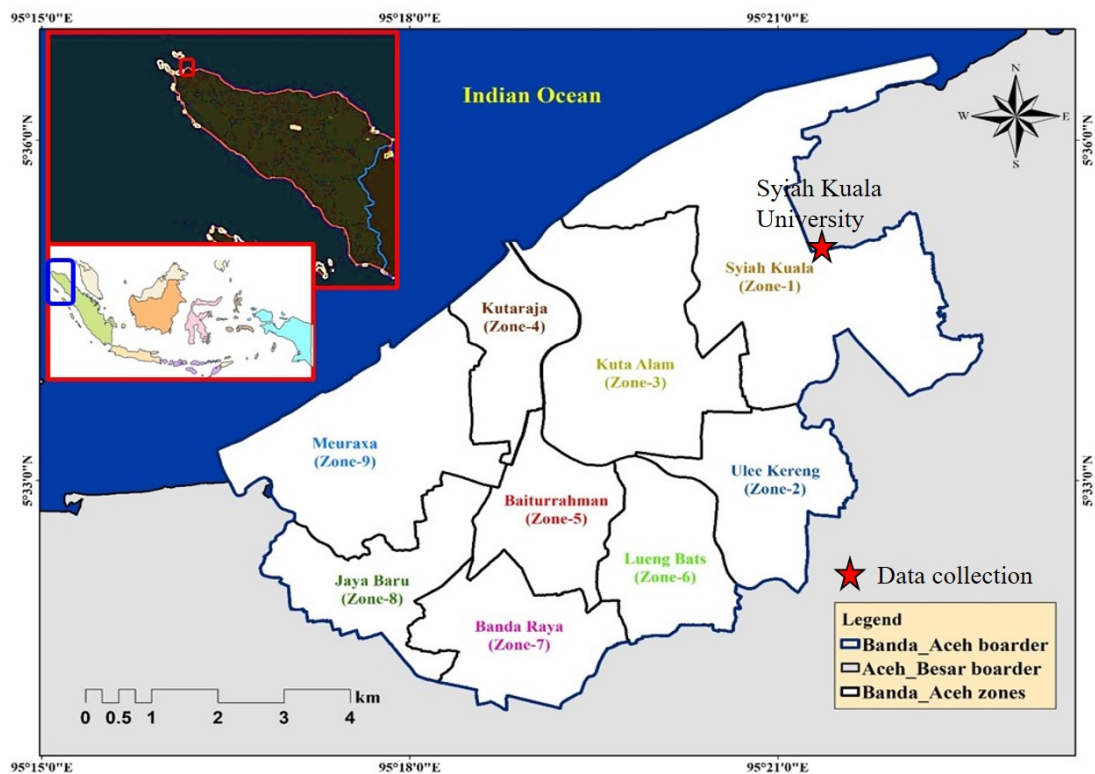 95°15'0"E 95°18'0"E 95°21'0"E
5°36'0"N
5°36'0"N
Indian Ocean
N
W E
S
Syiah Kuala
University
Syiah Kuala
(Zone-1)
Kutaraja
(Zone-4)
Kuta Alam
(Zone-3)
Meuraxa
(Zone-9)
Ulee Kereng
(Zone-2)
5°33'0"N
5°33'0"N
Baiturrahman
(Zone-5)
Lueng Bats
(Zone-6)
Jaya Baru
(Zone-8)
Banda Raya
(Zone-7)
Data collection
Legend
Banda_Aceh boarder
Aceh_Besar boarder
Banda_Aceh zones
km
0 0.5 1 2 3 4
95°15'0"E 95°18'0"E 95°21'0"E